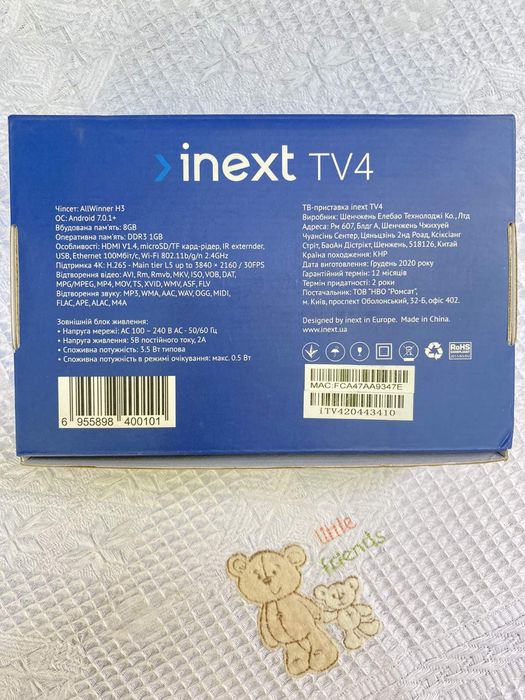 inext TV4
Чіпсет: AllWinner H3
ОС: Android 7.0.1+
Вбудована пам'ять: 8GB
Оперативна пам'ять: DDR3 1GB
Особливості: HDMI V1.4, microSD/TF кард-рідер, IR externder,
USB, Ethernet 100Мбіт/с, Wi-Fi 802.11b/g/n 2.4GHz
Підтримка 4K: H.265 - Main tier L5 up to 3840 × 2160 / 30FPS
Відтворення відео: AVI, Rm, Rmvb, MKV, ISO, VOB, DAT,
MPG/MPEG, MP4, MOV, TS, XVID, WMV, ASF, FLV
Відтворення звуку: MP3, WMA, AAC, WAV, OGG, MIDI,
FLAC, APE, ALAC, M4A
Зовнішній блок живлення:
• Напруга мережі: AC 100 – 240 В AC - 50/60 Гц
• Напруга живлення: 5В постійний току, 2А
• Споживна потужність: 3.5 Вт типова
• Споживна потужність в режимі очікування: макс. 0.5 Вт
6 955898 400101
ТВ-приставка inext TV4
Виробник: Шенчжень Елебао Технолоджі Ко., Лтд
Адреса: Рм 607, Блдг А, Шенчжень Чжихуей
Чуансінь Сентер, Цяньцзінь 2нд Роад, Ксіксіанг
Стріт, БаоАн Дістрікт, Шенжень, 518126, Китай
Країна походження: КНР
Дата виготовлення: Грудень 2020 року
Гарантійний термін: 12 місяців
Термін придатності: 2 роки
Постачальник: ТОВ "НВО "Ромсат",
м. Київ, проспект Оболонський, 32-Б, офіс 402.
Designed by inext in Europe. Made in China.
www.inext.ua
RoHS
MAC:FCA47AA9347E
iTV420443410
little
friends